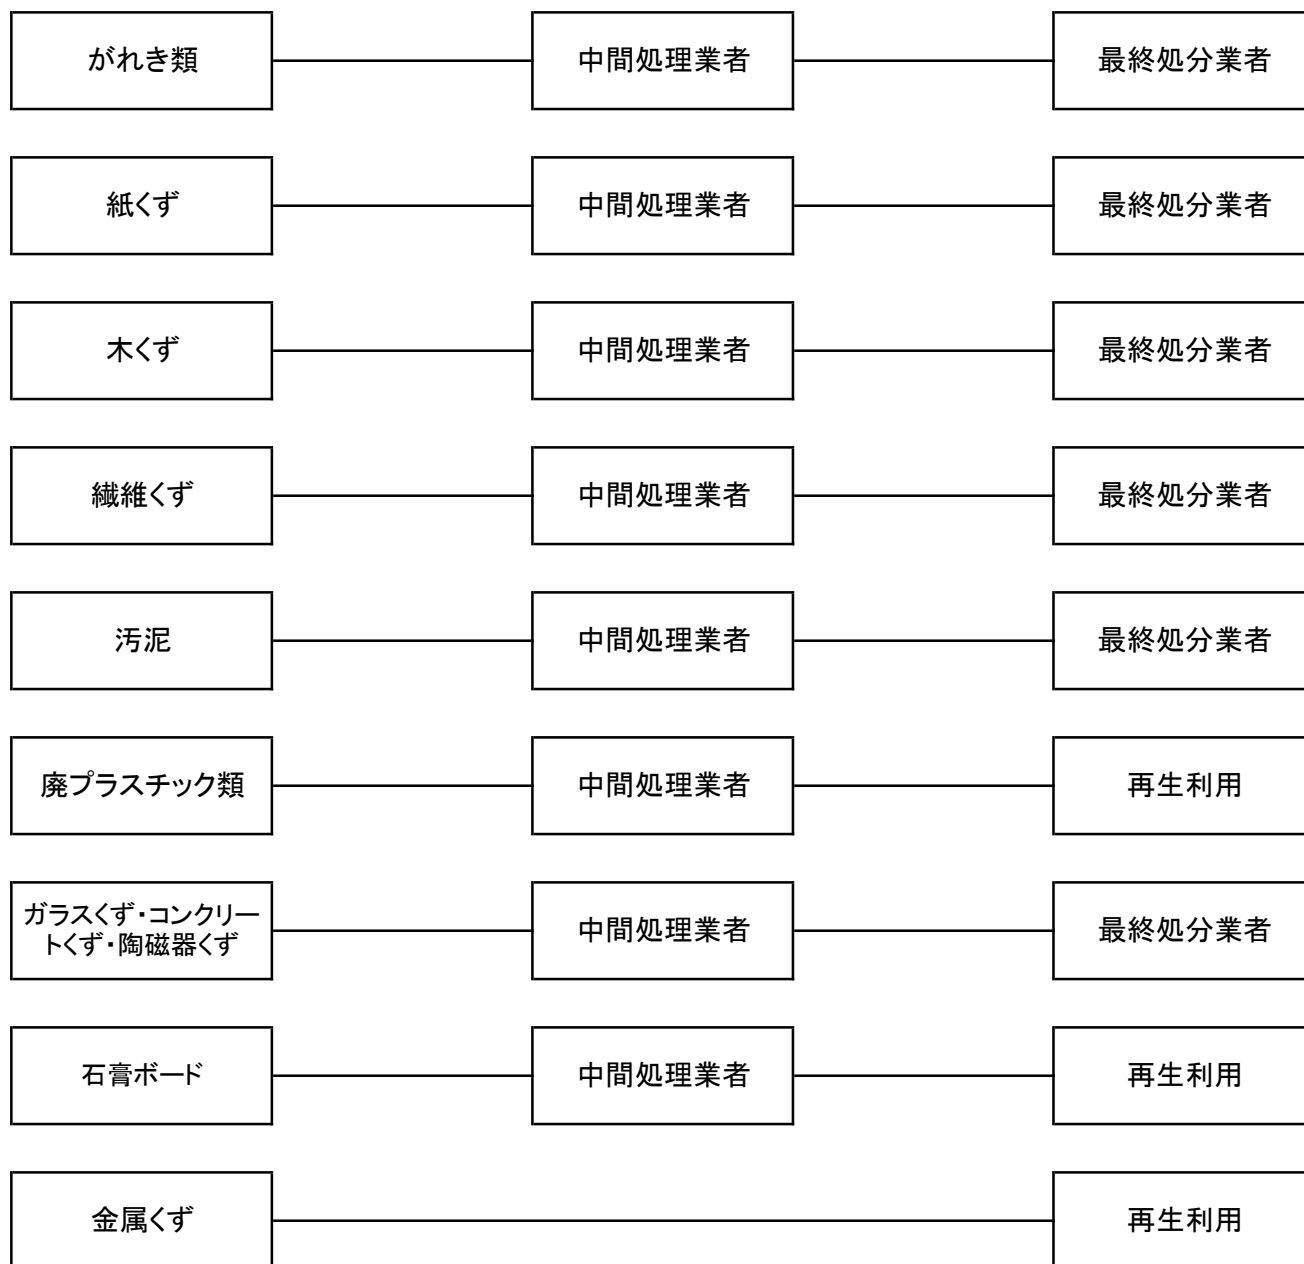 がれき類
中間処理業者
最終処分業者
紙くず
中間処理業者
最終処分業者
木くず
中間処理業者
最終処分業者
繊維くず
中間処理業者
最終処分業者
汚泥
中間処理業者
最終処分業者
廃プラスチック類
中間処理業者
再生利用
ガラスくず・コンクリー
トくず・陶磁器くず
中間処理業者
最終処分業者
石膏ボード
中間処理業者
再生利用
金属くず
再生利用